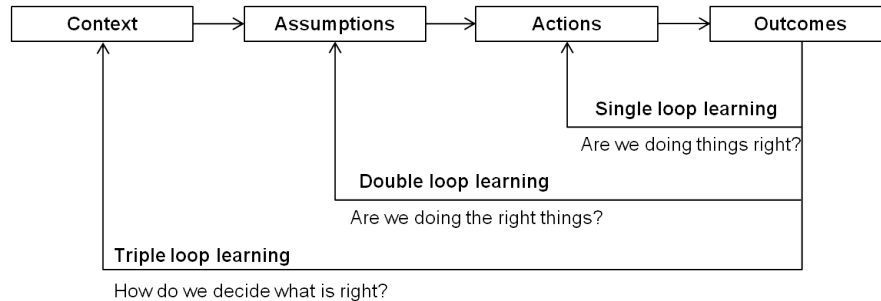 Context
Assumptions
Actions
Outcomes
Single loop learning
Are we doing things right?
Double loop learning
Are we doing the right things?
Triple loop learning
How do we decide what is right?